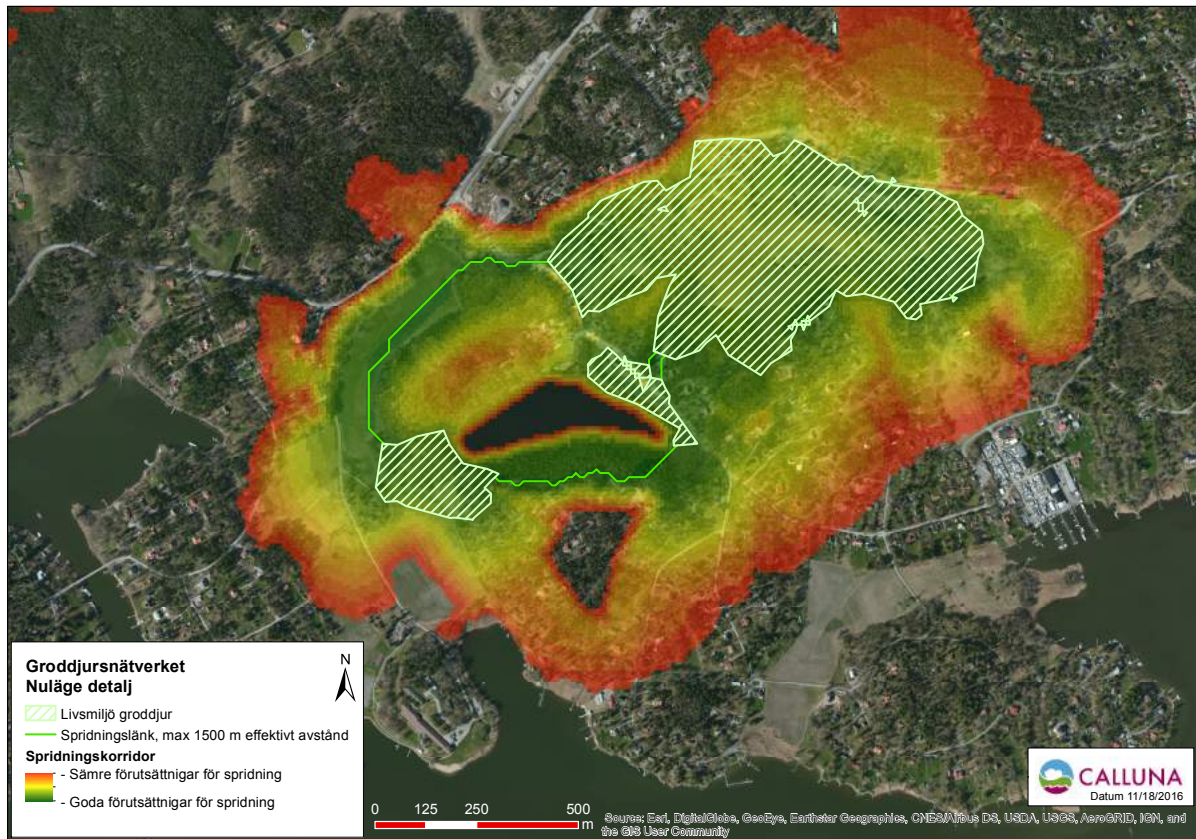 Groddjursnätverket
Nuläge detalj
N
Livsmiljö groddjur
Spridningslänk, max 1500 m effektivt avstånd
Spridningskorridor
- Sämre förutsättnigar för spridning
- Goda förutsättnigar för spridning
0 125 250 500
m
CALLUNA
Datum 11/18/2016
Source: Esri, DigitalGlobe, GeoEye, Earthstar Geographics, CNES/Airbus DS, USDA, USGS, AeroGRID, IGN, and
the GIS User Community